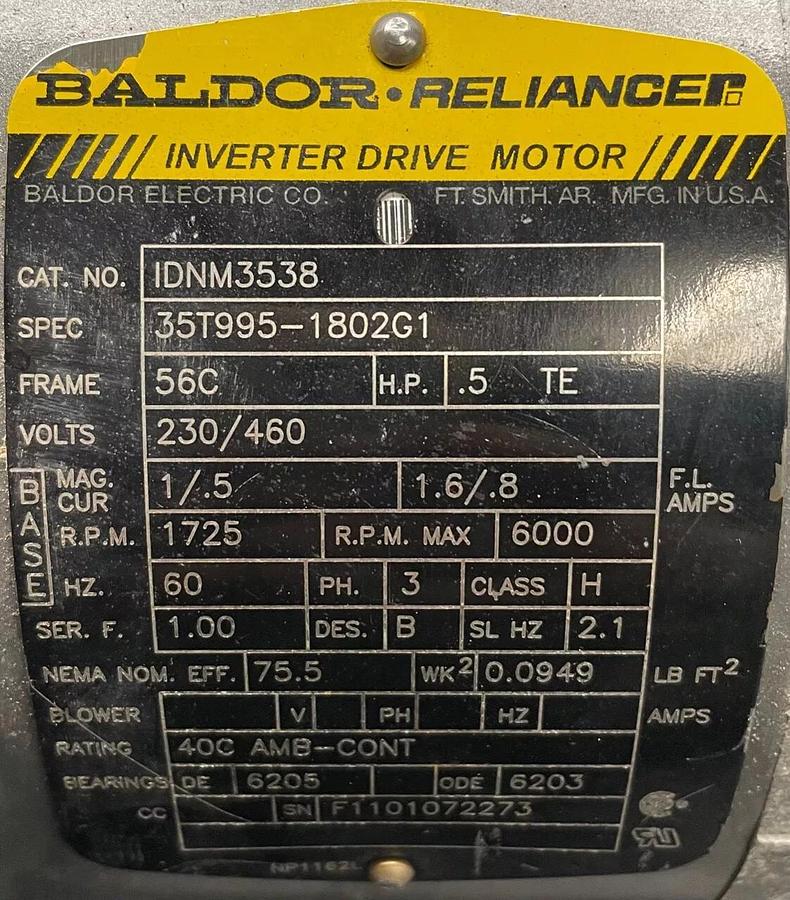 BALDOR • RELIANCER
INVERTER DRIVE MOTOR
BALDOR ELECTRIC CO. FT. SMITH. AR. MFG. IN U.S.A.
CAT. NO. IDNM3538
SPEC 35T995-1802G1
FRAME 56C H.P. .5 TE
VOLTS 230/460
BASE
MAG. CUR 1/.5 1.6/.8 F.L. AMPS
R.P.M. 1725 R.P.M. MAX 6000
HZ. 60 PH. 3 CLASS H
SER. F. 1.00 DES. B SL HZ 2.1
NEMA NOM. EFF. 75.5 WK² 0.0949 LB FT²
BLOWER V PH HZ AMPS
RATING 40C AMB-CONT
BEARINGS DE 6205 ODE 6203
CC SN F1101072273
NP1162L